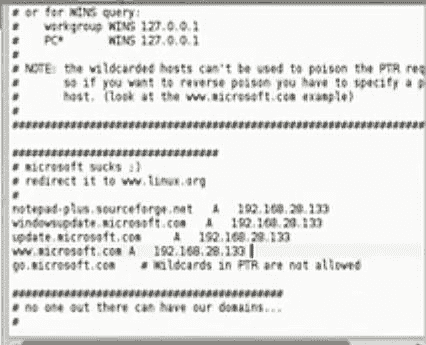 # or for WINS query:
# workgroup WINS 127.0.0.1
# PC* WINS 127.0.0.1
#
# NOTE: the wildcarded hosts can't be used to poison the PTR req
# so if you want to reverse poison you have to specify a p
# host. (look at the www.microsoft.com example)
#
################################################################
###############################
# microsoft sucks ;)
# redirect it to www.linux.org
#
notepad-plus.sourceforge.net A 192.168.28.133
windowsupdate.microsoft.com A 192.168.28.133
update.microsoft.com A 192.168.28.133
www.microsoft.com A 192.168.28.133
go.microsoft.com # Wildcards in PTR are not allowed
#########################################
# no one out there can have our domains...
#